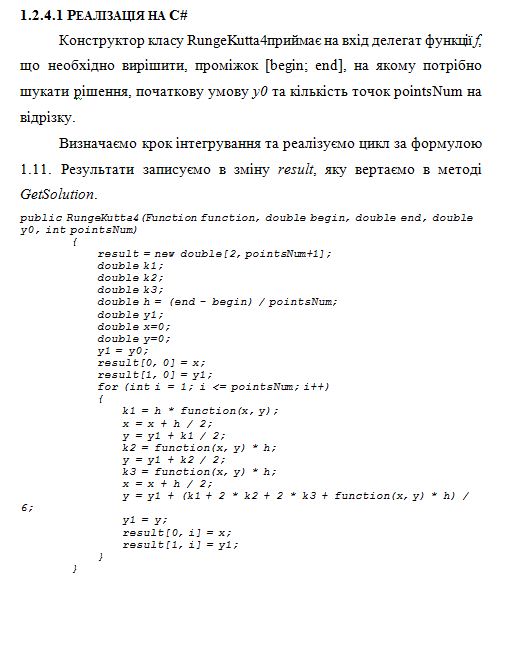 1.2.4.1 РЕАЛІЗАЦІЯ НА C#
Конструктор класу RungeKutta4приймає на вхід делегат функції f,
що необхідно вирішити, проміжок [begin; end], на якому потрібно
шукати рішення, початкову умову y0 та кількість точок pointsNum на
відрізку.
Визначаємо крок інтегрування та реалізуємо цикл за формулою
1.11. Результати записуємо в зміну result, яку вертаємо в методі
GetSolution.
public RungeKutta4(Function function, double begin, double end, double
y0, int pointsNum)
{
result = new double[2, pointsNum+1];
double k1;
double k2;
double k3;
double h = (end - begin) / pointsNum;
double y1;
double x=0;
double y=0;
y1 = y0;
result[0, 0] = x;
result[1, 0] = y1;
for (int i = 1; i <= pointsNum; i++)
{
k1 = h * function(x, y);
x = x + h / 2;
y = y1 + k1 / 2;
k2 = function(x, y) * h;
y = y1 + k2 / 2;
k3 = function(x, y) * h;
x = x + h / 2;
y = y1 + (k1 + 2 * k2 + 2 * k3 + function(x, y) * h) /
6;
y1 = y;
result[0, i] = x;
result[1, i] = y1;
}
}